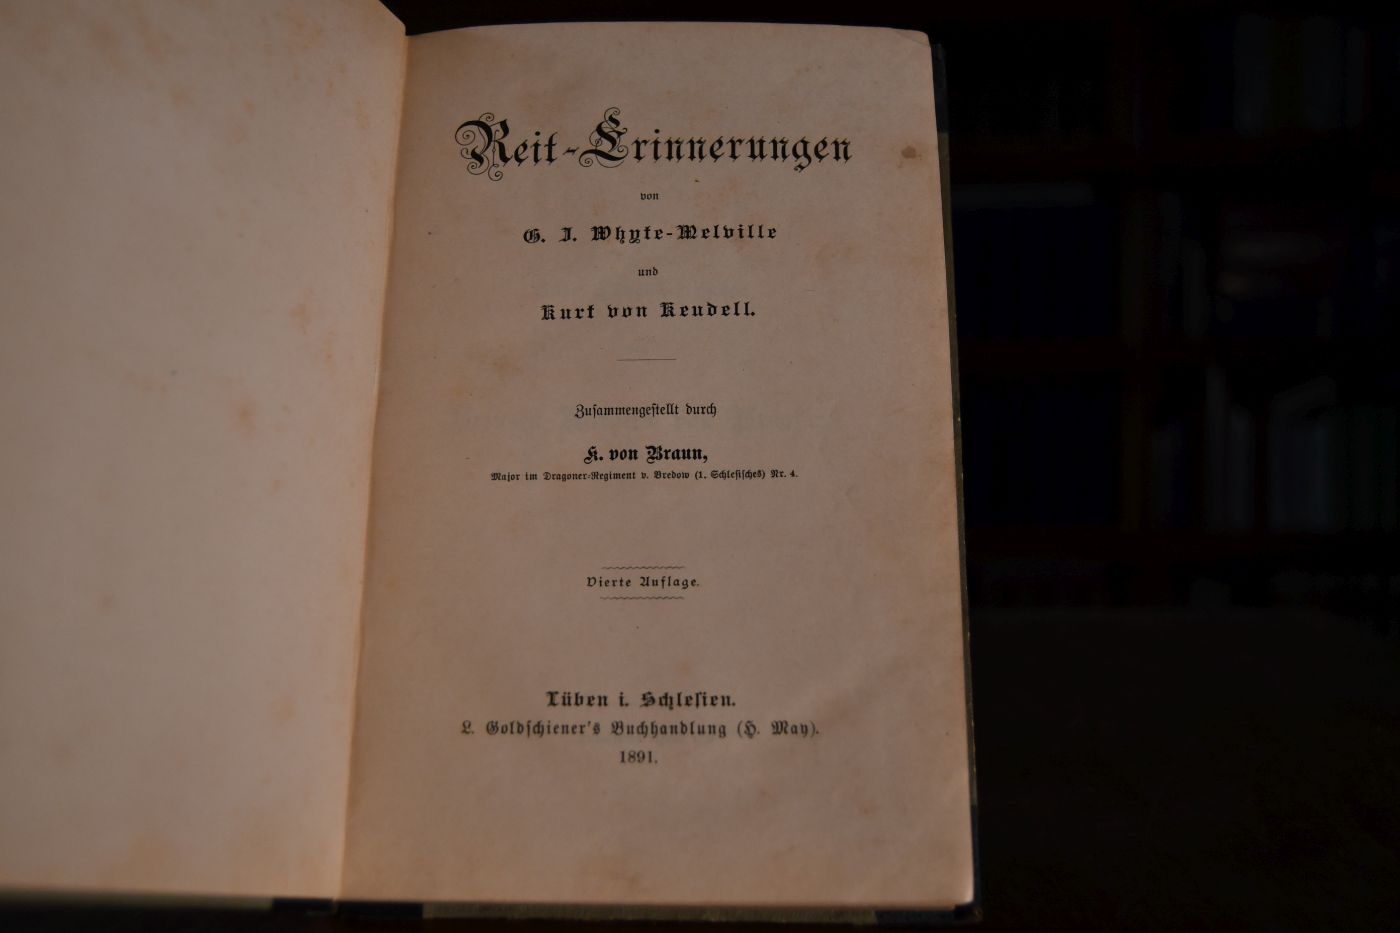 Reit-Erinnerungen
von
G. J. Whyte-Melville
und
Kurt von Keudell.
Zusammengestellt durch
K. von Braun,
Major im Dragoner-Regiment v. Bredow (1. Schlesisches) Nr. 4.
Vierte Auflage.
Lüben i. Schlesien.
L. Goldschiener's Buchhandlung (H. May).
1891.